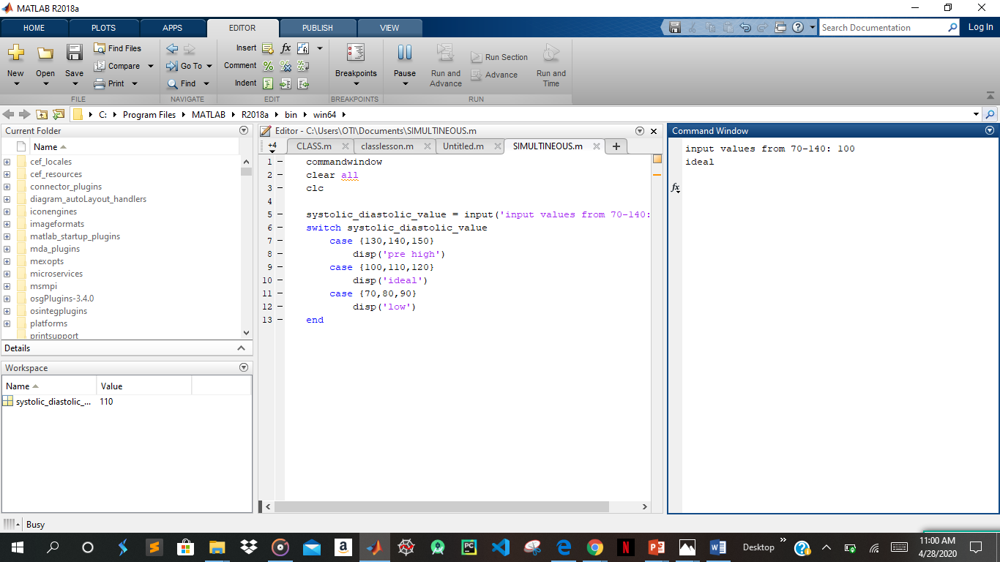 MATLAB R2018a
HOME PLOTS APPS EDITOR PUBLISH VIEW Search Documentation Log In
New Open Save Find Files Compare Print
Go To Find
Insert fx Comment Indent
Breakpoints
Pause Run and Advance Run Section Advance Run and Time
FILE NAVIGATE EDIT BREAKPOINTS RUN
C: Program Files MATLAB R2018a bin win64
Current Folder
Name
cef_locales
cef_resources
connector_plugins
diagram_autoLayout_handlers
iconengines
imageformats
matlab_startup_plugins
mda_plugins
mexopts
microservices
msmpi
osgPlugins-3.4.0
osintegplugins
platforms
printsupport
Details
Workspace
Name Value
systolic_diastolic_... 110
Editor - C:\Users\OTI\Documents\SIMULTINEOUS.m
+4 CLASS.m classlesson.m Untitled.m SIMULTINEOUS.m
1 commandwindow
2 clear all
3 clc
4
5 systolic_diastolic_value = input('input values from 70-140:
6 switch systolic_diastolic_value
7 case {130,140,150}
8 disp('pre high')
9 case {100,110,120}
10 disp('ideal')
11 case {70,80,90}
12 disp('low')
13 end
Command Window
input values from 70-140: 100
ideal
fx
Busy
a PC N P W Desktop 11:00 AM
4/28/2020